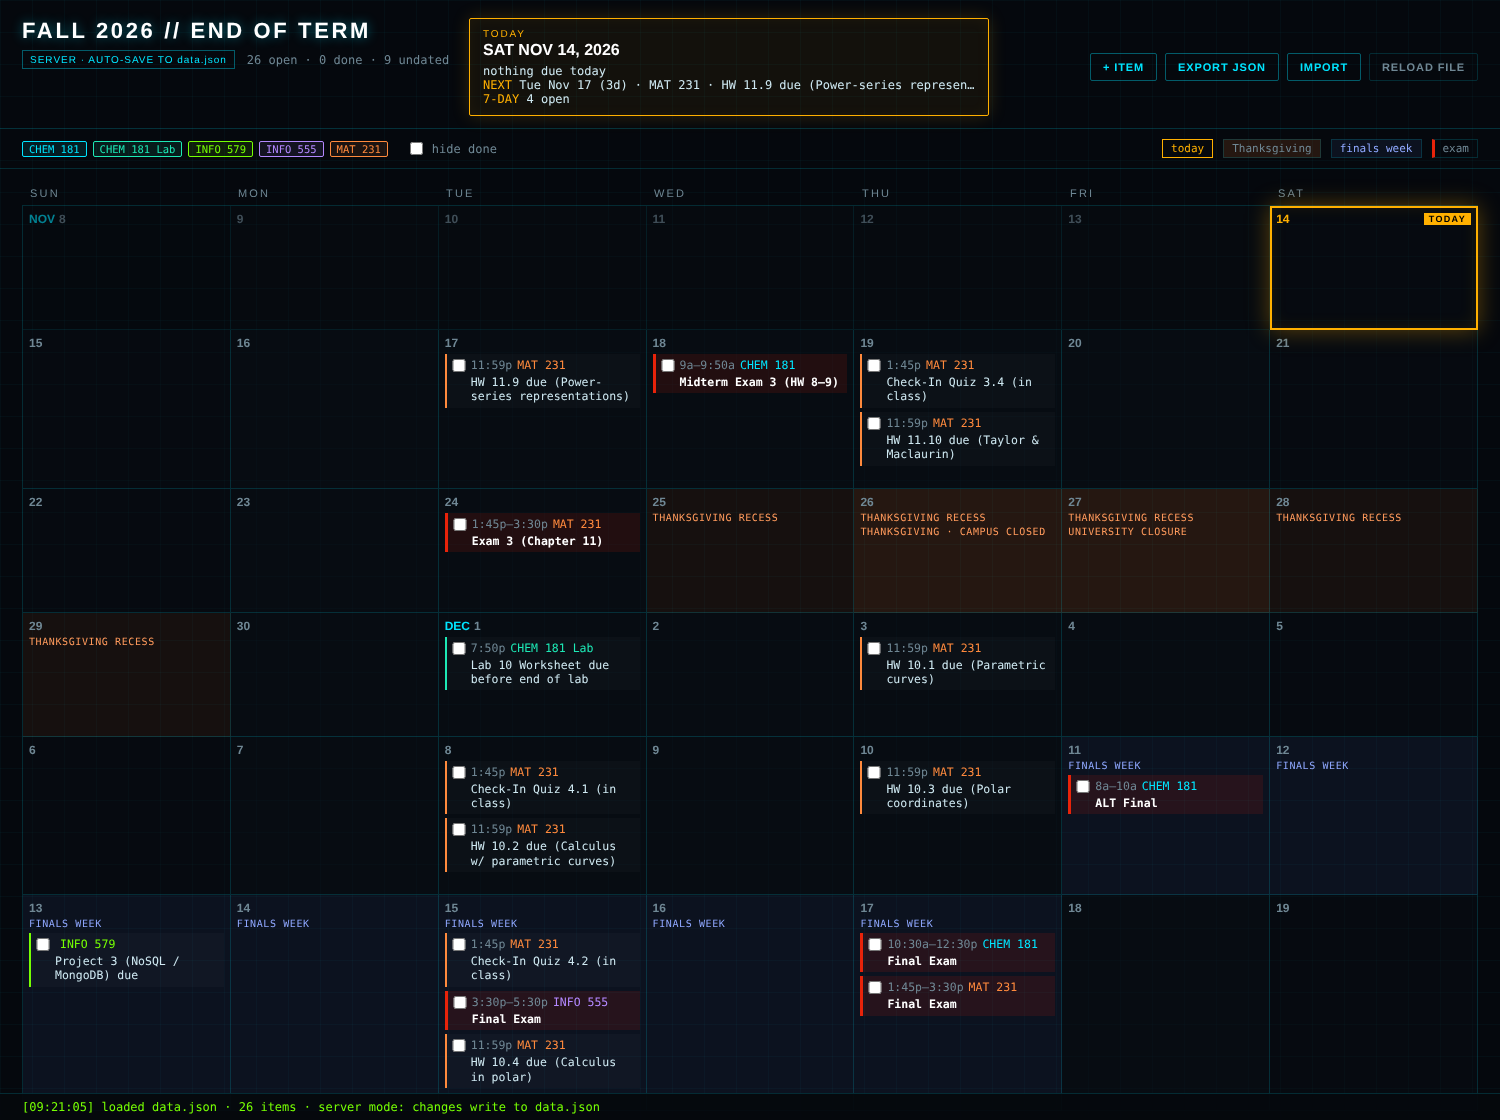 FALL 2026 // END OF TERM
SERVER · AUTO-SAVE TO data.json
26 open · 0 done · 9 undated
TODAY
SAT NOV 14, 2026
nothing due today
NEXT Tue Nov 17 (3d) · MAT 231 · HW 11.9 due (Power-series represen…
7-DAY 4 open
+ ITEM
EXPORT JSON
IMPORT
RELOAD FILE
CHEM 181
CHEM 181 Lab
INFO 579
INFO 555
MAT 231
hide done
today
Thanksgiving
finals week
exam
SUN
MON
TUE
WED
THU
FRI
SAT
NOV 8
9
10
11
12
13
14
TODAY
15
16
17
11:59p MAT 231
HW 11.9 due (Power-
series representations)
18
9a–9:50a CHEM 181
Midterm Exam 3 (HW 8–9)
19
1:45p MAT 231
Check-In Quiz 3.4 (in
class)
11:59p MAT 231
HW 11.10 due (Taylor &
Maclaurin)
20
21
22
23
24
1:45p–3:30p MAT 231
Exam 3 (Chapter 11)
25
THANKSGIVING RECESS
26
THANKSGIVING RECESS
THANKSGIVING · CAMPUS CLOSED
27
THANKSGIVING RECESS
UNIVERSITY CLOSURE
28
THANKSGIVING RECESS
29
THANKSGIVING RECESS
30
DEC 1
7:50p CHEM 181 Lab
Lab 10 Worksheet due
before end of lab
2
3
11:59p MAT 231
HW 10.1 due (Parametric
curves)
4
5
6
7
8
1:45p MAT 231
Check-In Quiz 4.1 (in
class)
11:59p MAT 231
HW 10.2 due (Calculus
w/ parametric curves)
9
10
11:59p MAT 231
HW 10.3 due (Polar
coordinates)
11
FINALS WEEK
8a–10a CHEM 181
ALT Final
12
FINALS WEEK
13
FINALS WEEK
INFO 579
Project 3 (NoSQL /
MongoDB) due
14
FINALS WEEK
15
FINALS WEEK
1:45p MAT 231
Check-In Quiz 4.2 (in
class)
3:30p–5:30p INFO 555
Final Exam
11:59p MAT 231
HW 10.4 due (Calculus
in polar)
16
FINALS WEEK
17
FINALS WEEK
10:30a–12:30p CHEM 181
Final Exam
1:45p–3:30p MAT 231
Final Exam
18
19
[09:21:05] loaded data.json · 26 items · server mode: changes write to data.json